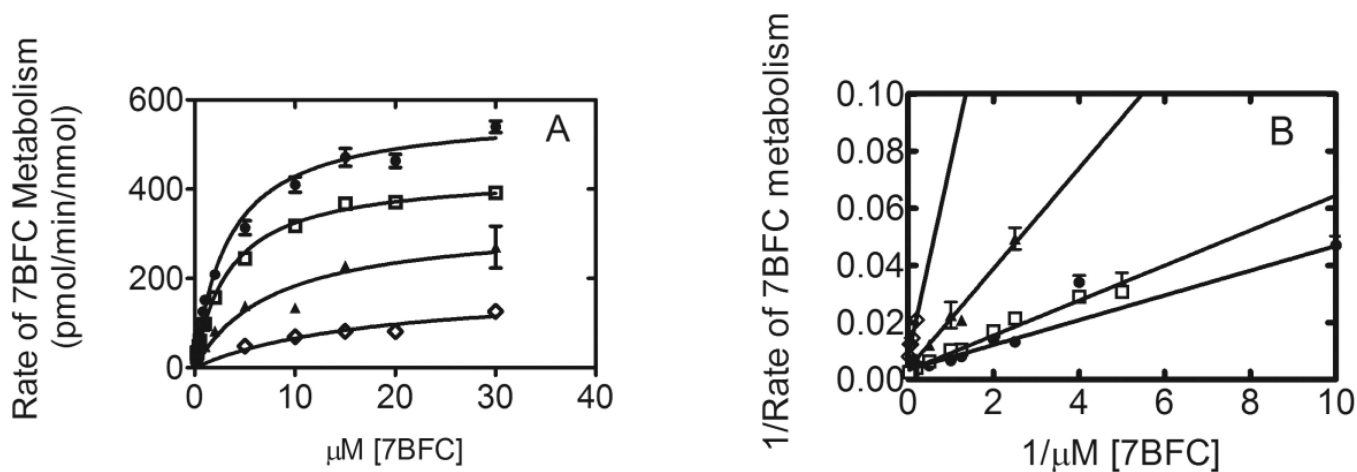 Rate of 7BFC Metabolism
(pmol/min/nmol)
600
400
200
0
0 10 20 30 40
μM [7BFC]
A
1/Rate of 7BFC metabolism
0.10
0.08
0.06
0.04
0.02
0.00
0 2 4 6 8 10
1/μM [7BFC]
B